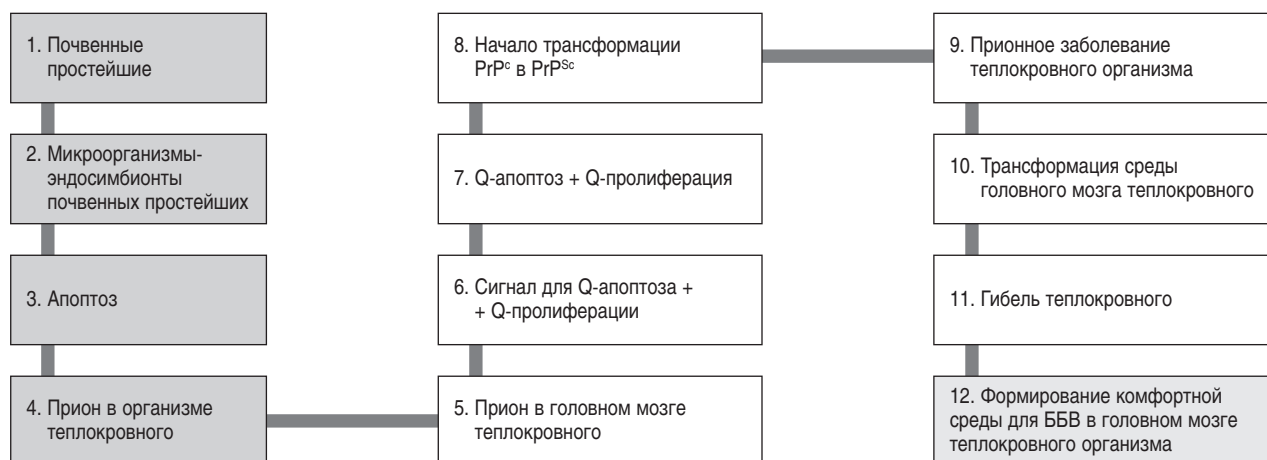 1. Почвенные
простейшие
2. Микроорганизмы-
эндосимбионты
почвенных простейших
3. Апоптоз
4. Прион в организме
теплокровного
5. Прион в головном мозге
теплокровного
6. Сигнал для Q-апоптоза +
+ Q-пролиферации
7. Q-апоптоз + Q-пролиферация
8. Начало трансформации
PrPᶜ в PrPˢᶜ
9. Прионное заболевание
теплокровного организма
10. Трансформация среды
головного мозга теплокровного
11. Гибель теплокровного
12. Формирование комфортной
среды для ББВ в головном мозге
теплокровного организма